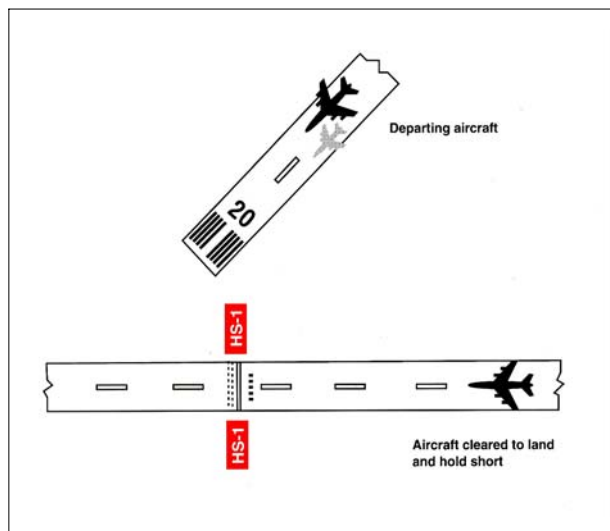 Departing aircraft
20
HS-1
HS-1
Aircraft cleared to land
and hold short